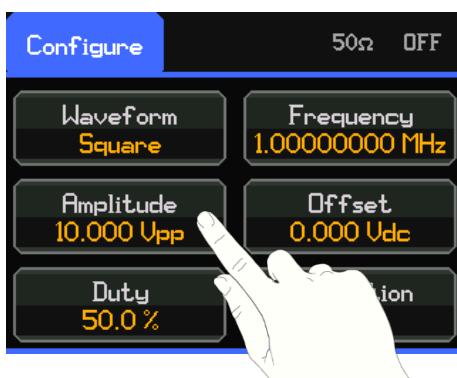 Configure 50Ω OFF
Waveform Frequency
Square 1.00000000 MHz
Amplitude Offset
10.000 Vpp 0.000 Vdc
Duty
50.0 %